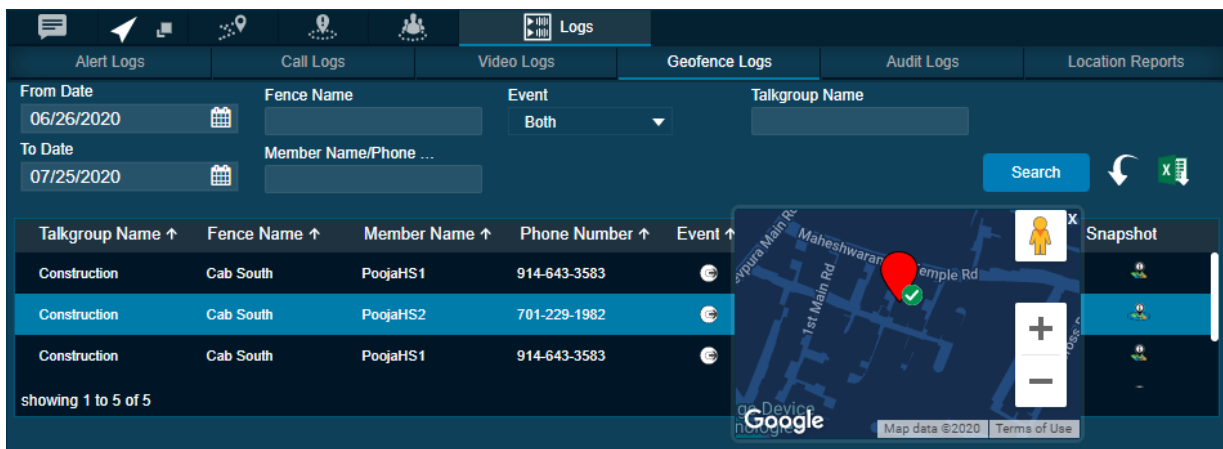 Logs
Alert Logs Call Logs Video Logs Geofence Logs Audit Logs Location Reports
From Date Fence Name Event Talkgroup Name
06/26/2020 Both
To Date Member Name/Phone ...
07/25/2020 Search
Talkgroup Name ↑ Fence Name ↑ Member Name ↑ Phone Number ↑ Event ↑ X Snapshot
Construction Cab South PoojaHS1 914-643-3583
Construction Cab South PoojaHS2 701-229-1982
Construction Cab South PoojaHS1 914-643-3583
showing 1 to 5 of 5
Main Rd
Maheshwaran
Temple Rd
1st Main Rd
Device
Google Map data ©2020 Terms of Use